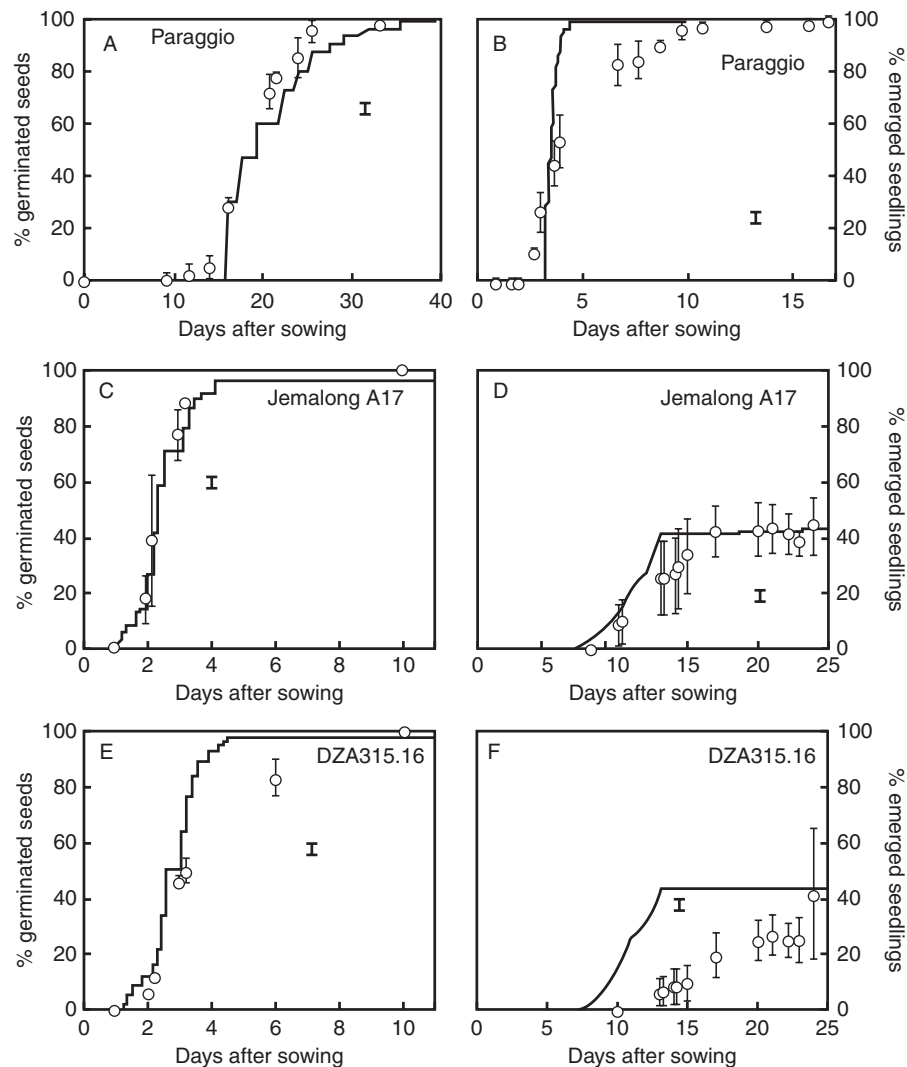 A Paraggio
% germinated seeds
100
80
60
40
20
0
0 10 20 30 40
Days after sowing
B
Paraggio
% emerged seedlings
100
80
60
40
20
0
0 5 10 15
Days after sowing
C
Jemalong A17
% germinated seeds
100
80
60
40
20
0
0 2 4 6 8 10
Days after sowing
D Jemalong A17
% emerged seedlings
100
80
60
40
20
0
0 5 10 15 20 25
Days after sowing
E DZA315.16
% germinated seeds
100
80
60
40
20
0
0 2 4 6 8 10
Days after sowing
F DZA315.16
% emerged seedlings
100
80
60
40
20
0
0 5 10 15 20 25
Days after sowing